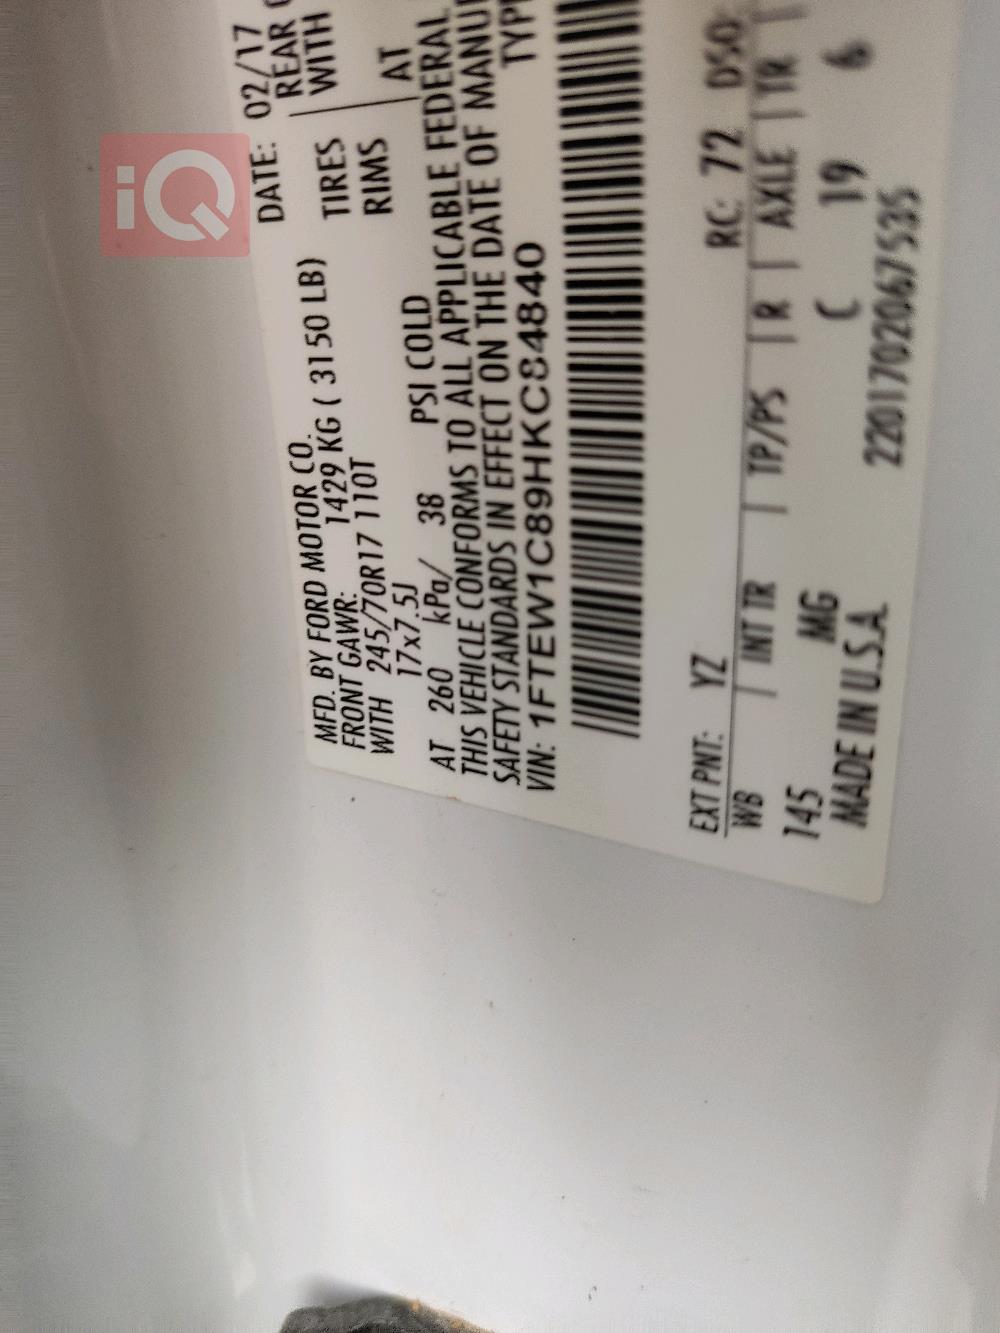 iQ
MFD. BY FORD MOTOR CO. DATE: 02/17
FRONT GAWR: 1429 KG ( 3150 LB) REAR
WITH 245/70R17 110T TIRES WITH
17x7.5J RIMS
AT 260 kPa/ 38 PSI COLD AT
THIS VEHICLE CONFORMS TO ALL APPLICABLE FEDERAL
SAFETY STANDARDS IN EFFECT ON THE DATE OF MANU
VIN: 1FTEW1C89HKC84840 TYP
EXT PNT: YZ RC: 72 DSO:
WB | INT TR | TP/PS | R | AXLE | TR |
145 MG C 19 6
MADE IN U.S.A. 2201702067535